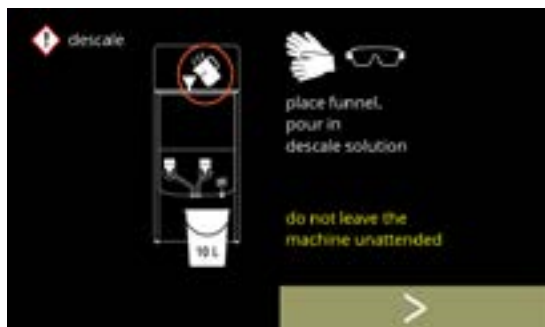 descale
place funnel,
pour in
descale solution
do not leave the
machine unattended
10 L